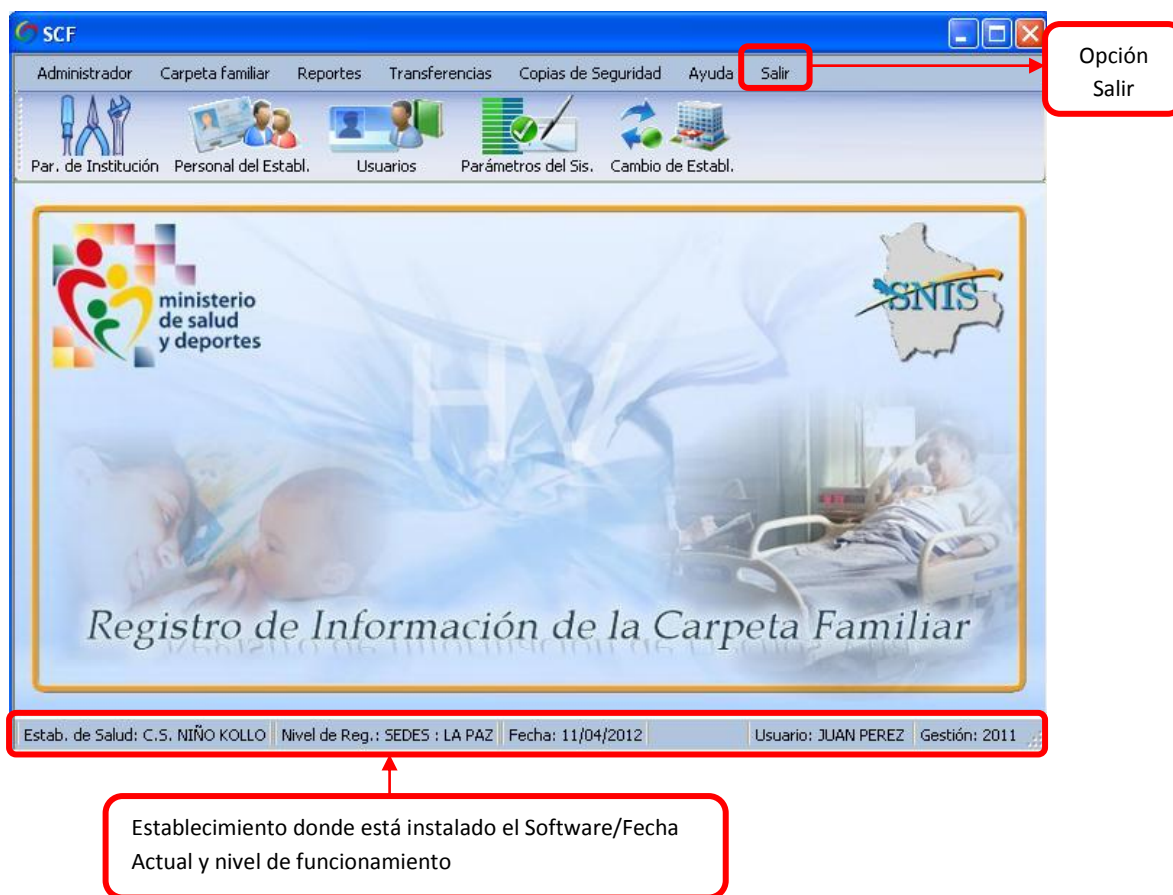 SCF
Administrador Carpeta familiar Reportes Transferencias Copias de Seguridad Ayuda Salir
Opción
Salir
Par. de Institución Personal del Establ. Usuarios Parámetros del Sis. Cambio de Establ.
ministerio
de salud
y deportes
SNIS
HV
Registro de Información de la Carpeta Familiar
Estab. de Salud: C.S. NIÑO KOLLO Nivel de Reg.: SEDES : LA PAZ Fecha: 11/04/2012 Usuario: JUAN PEREZ Gestión: 2011
Establecimiento donde está instalado el Software/Fecha
Actual y nivel de funcionamiento